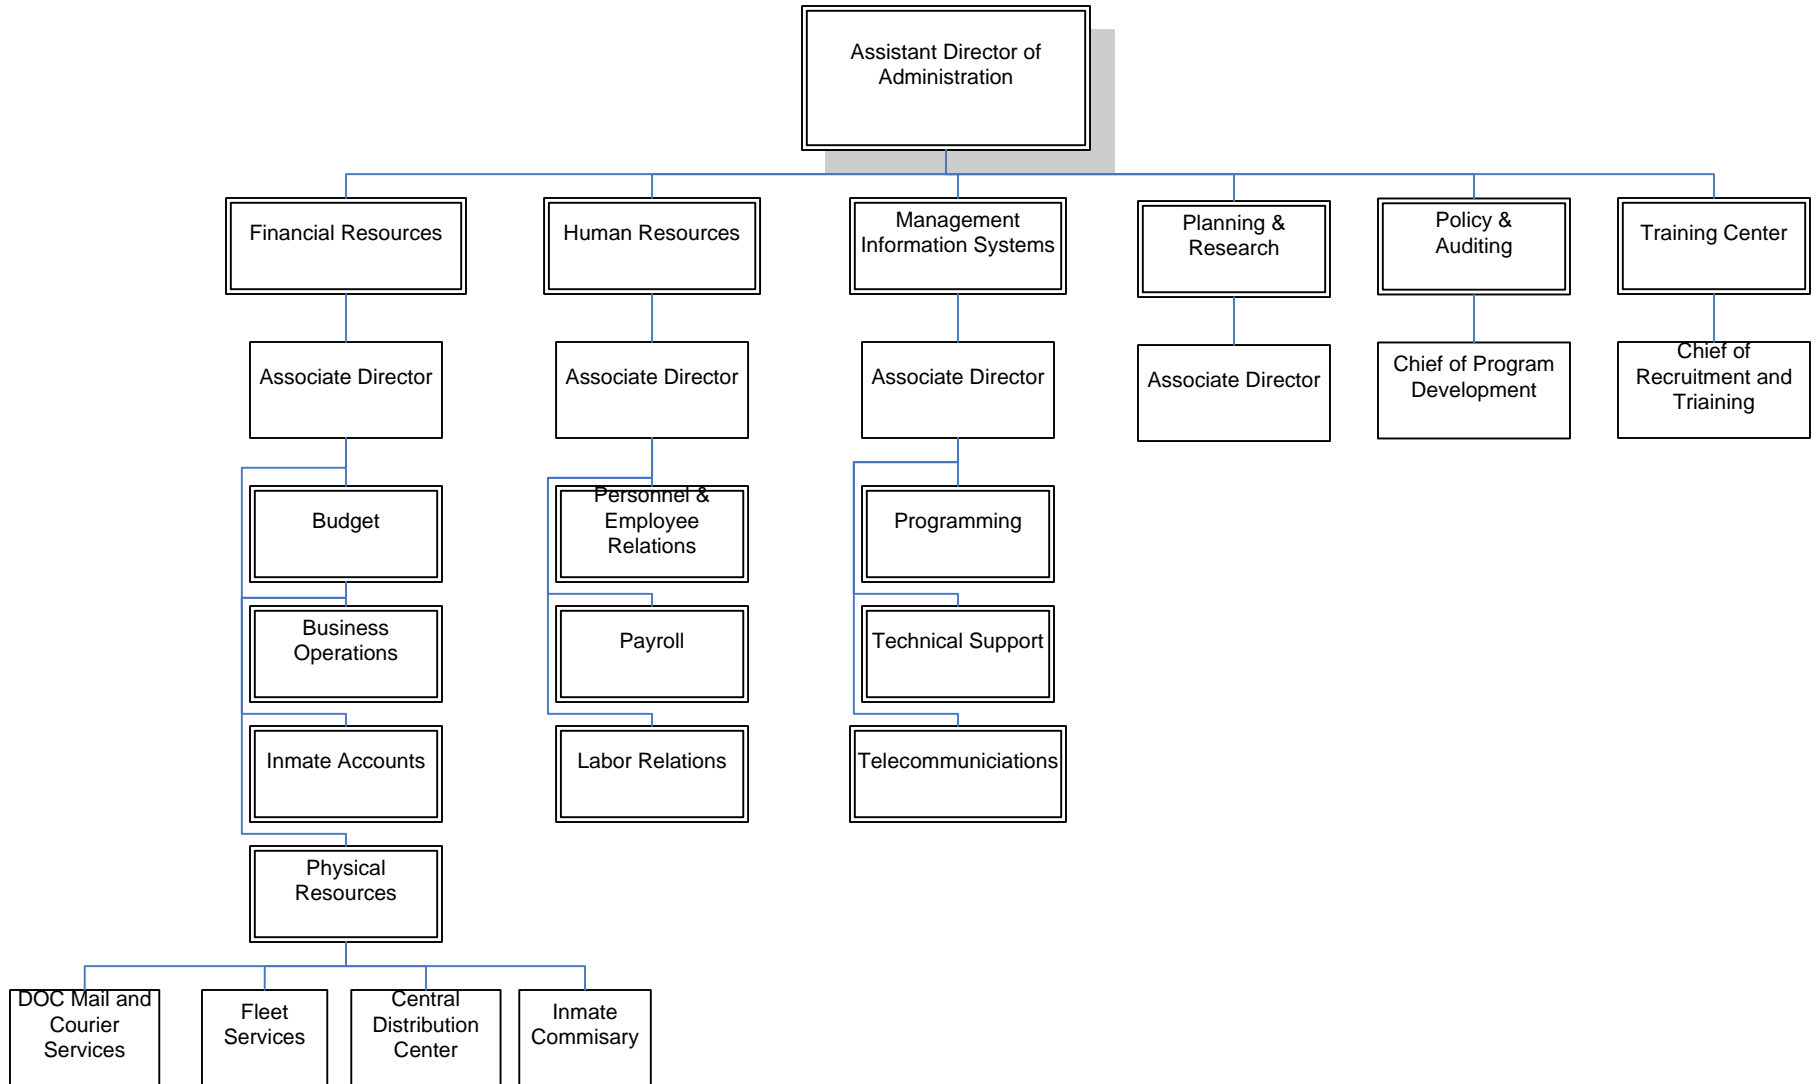 Assistant Director of
Administration
Financial Resources
Human Resources
Management
Information Systems
Planning &
Research
Policy &
Auditing
Training Center
Associate Director
Associate Director
Associate Director
Associate Director
Chief of Program
Development
Chief of
Recruitment and
Triaining
Budget
Personnel &
Employee
Relations
Programming
Business
Operations
Payroll
Technical Support
Inmate Accounts
Labor Relations
Telecommuniciations
Physical
Resources
DOC Mail and
Courier
Services
Fleet
Services
Central
Distribution
Center
Inmate
Commisary